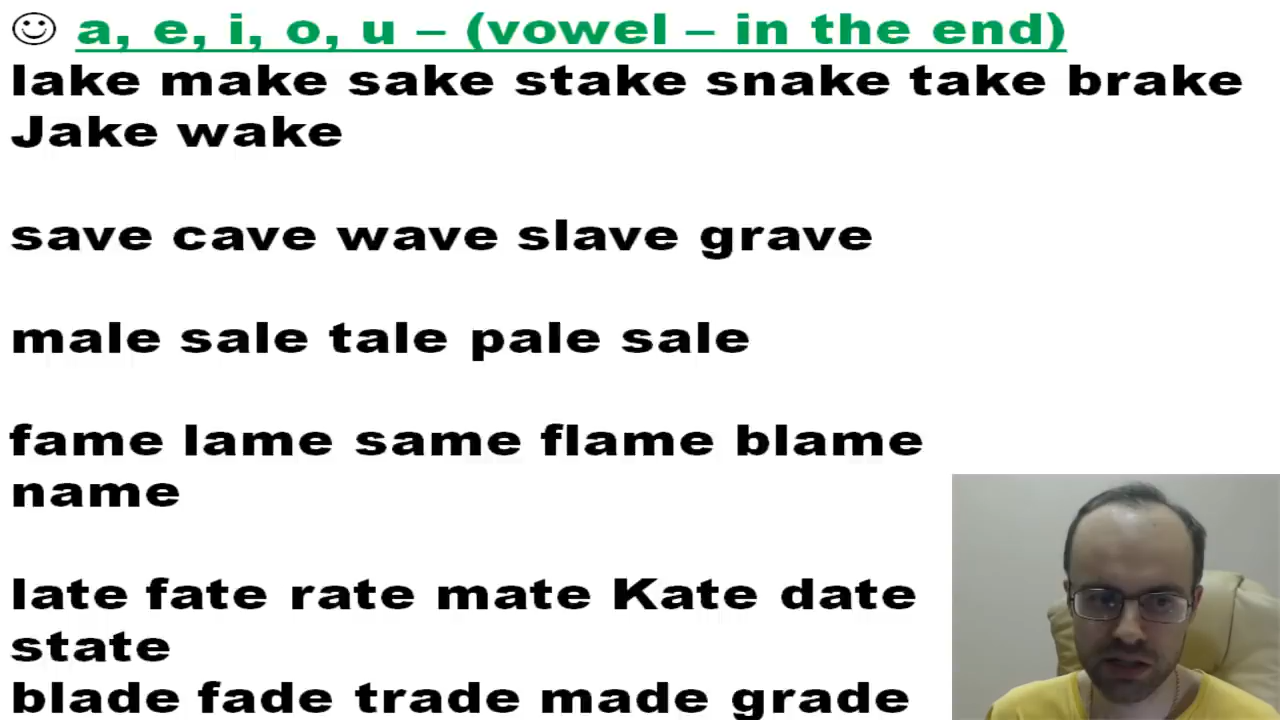 a, e, i, o, u – (vowel – in the end)
lake make sake stake snake take brake
Jake wake
save cave wave slave grave
male sale tale pale sale
fame lame same flame blame
name
late fate rate mate Kate date
state
blade fade trade made grade